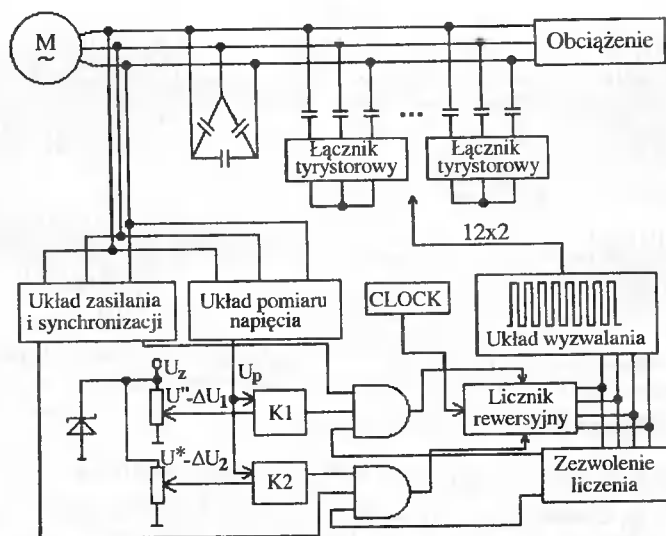 M
~
Obciążenie
...
Łącznik
tyrystorowy
Łącznik
tyrystorowy
12x2
Układ zasilania
i synchronizacji
Układ pomiaru
napięcia
CLOCK
Układ wyzwalania
Uz
Up
U"-ΔU1
K1
Licznik
rewersyjny
U*-ΔU2
K2
Zezwolenie
liczenia